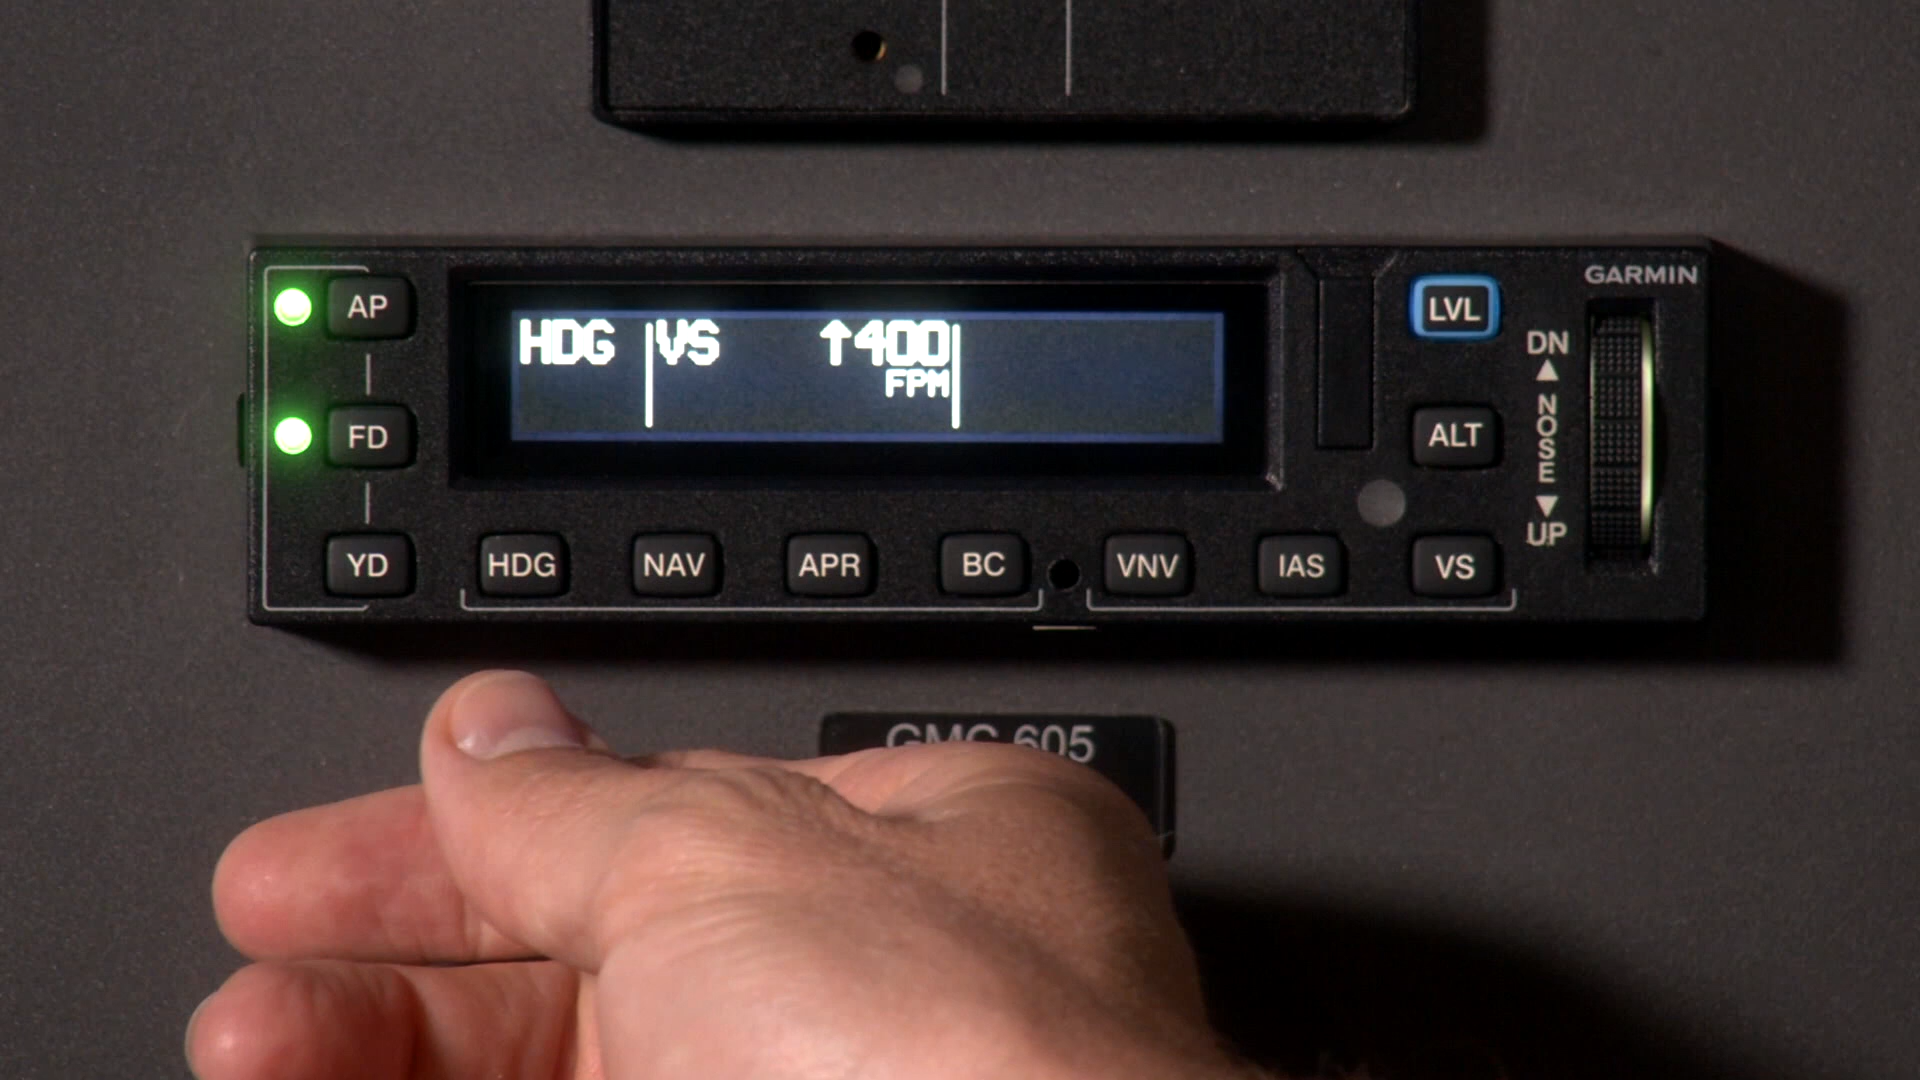 GARMIN
AP
HDG VS ↑400
FPM
LVL
DN
NOSE
UP
FD
ALT
YD
HDG
NAV
APR
BC
VNV
IAS
VS
GMC 605